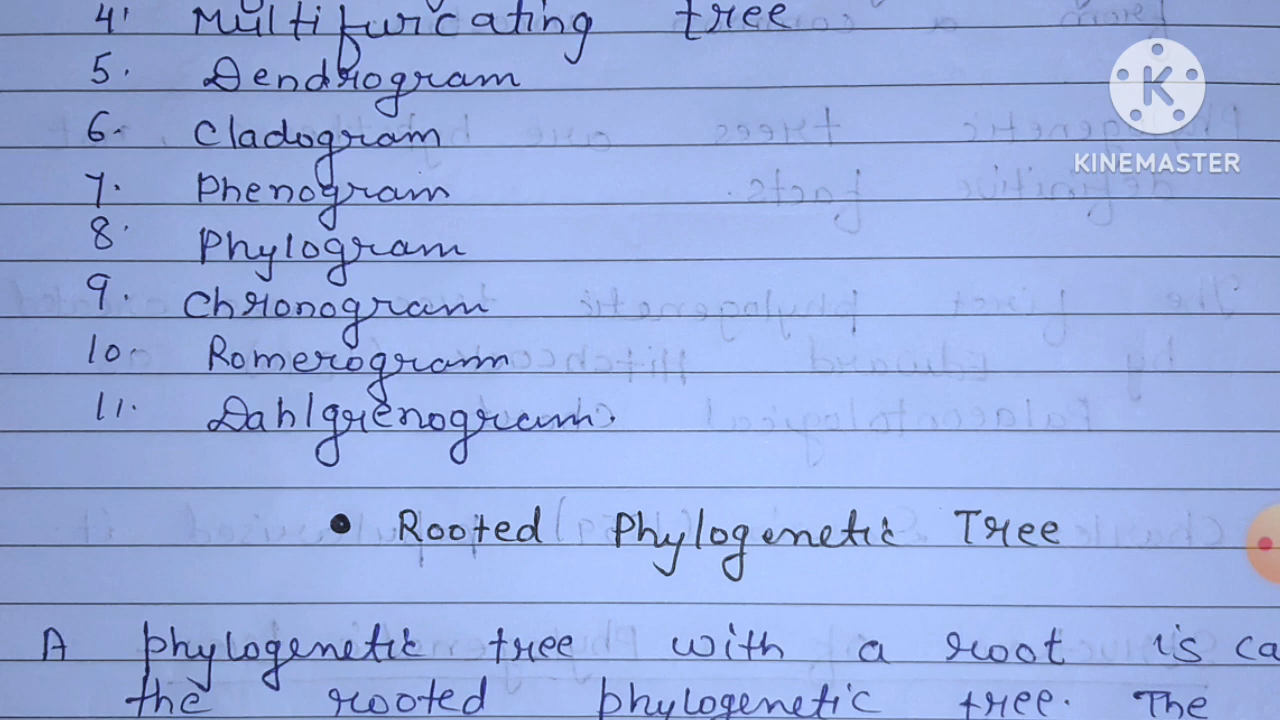 4. Multifurcating tree
5. Dendrogram
6. Cladogram
7. Phenogram
8. Phylogram
9. Chronogram
10. Romerogram
11. Dahlgrenogram.
• Rooted Phylogenetic Tree
A phylogenetic tree with a root is ca
the rooted phylogenetic tree. The
K
KINEMASTER